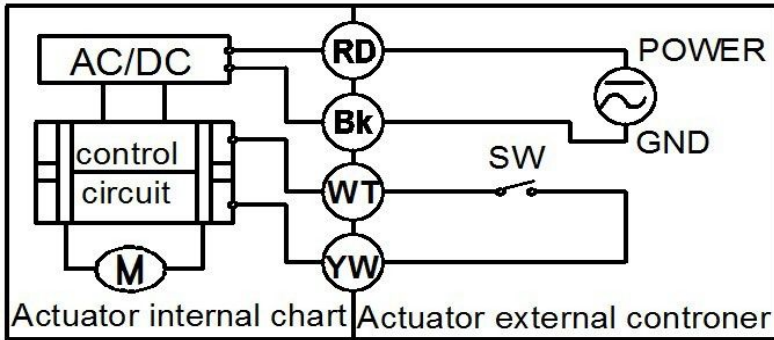 AC/DC
RD
POWER
Bk
GND
control
SW
circuit
WT
YW
M
Actuator internal chart
Actuator external controner